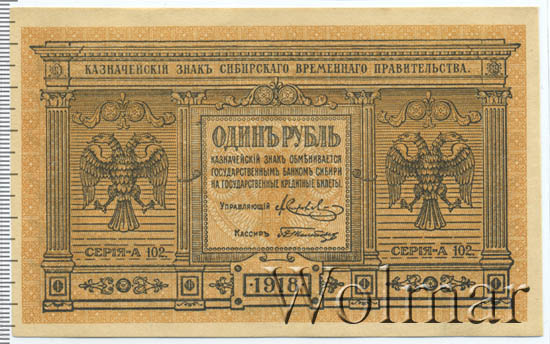 КАЗНАЧЕЙСКІЙ ЗНАКЪ СИБИРСКАГО ВРЕМЕННАГО ПРАВИТЕЛЬСТВА.
ОДИНЪ РУБЛЬ
КАЗНАЧЕЙСКІЙ ЗНАКЪ ОБМѢНИВАЕТСЯ
ГОСУДАРСТВЕННЫМЪ БАНКОМЪ СИБИРИ
НА ГОСУДАРСТВЕННЫЕ КРЕДИТНЫЕ БИЛЕТЫ.
УПРАВЛЯЮЩІЙ
КАССИРЪ
СЕРІЯ-А 102.
СЕРІЯ-А 102.
Ф 1918 Ф
Wolmar